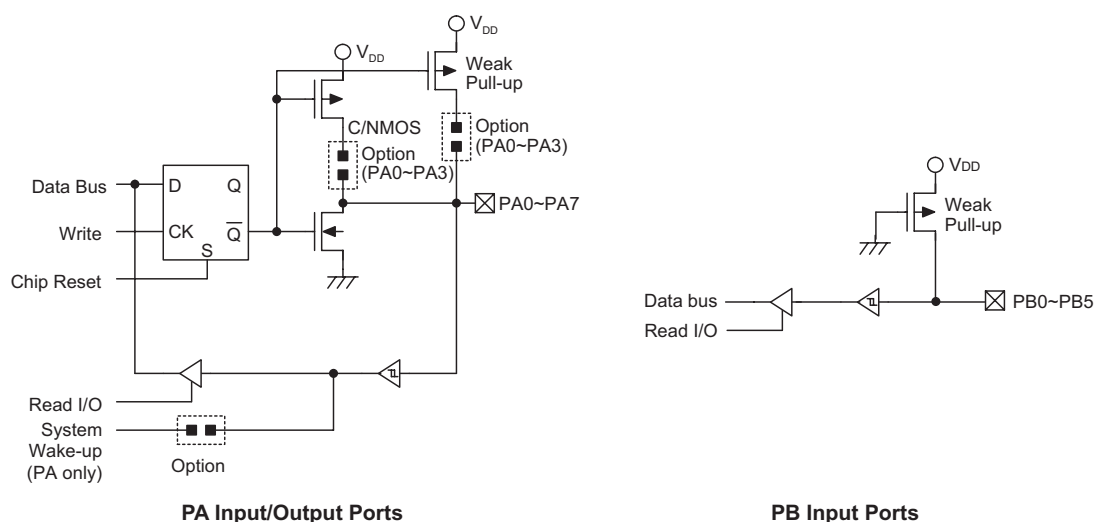 VDD
VDD
Weak
Pull-up
C/NMOS
Option
(PA0~PA3)
Option
(PA0~PA3)
Data Bus
D
Q
PA0~PA7
Write
CK
Q
S
Chip Reset
Read I/O
System
Wake-up
(PA only)
Option
PA Input/Output Ports
VDD
Weak
Pull-up
Data bus
PB0~PB5
Read I/O
PB Input Ports